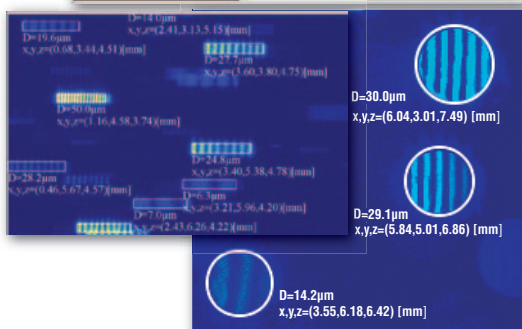 D=14.0µm
x,y,z=(2.41,3.13,5.15)[mm]
D=19.6µm
x,y,z=(0.68,3.44,4.51)[mm]
D=27.7µm
x,y,z=(3.60,3.80,4.75)[mm]
D=50.0µm
x,y,z=(1.16,4.58,3.74)[mm]
D=24.8µm
x,y,z=(3.40,5.38,4.78)[mm]
D=28.2µm
x,y,z=(0.46,5.67,4.57)[mm]
D=6.3µm
x,y,z=(3.21,5.96,4.20)[mm]
D=7.0µm
x,y,z=(2.43,6.26,4.22)[mm]
D=30.0µm
x,y,z=(6.04,3.01,7.49) [mm]
D=29.1µm
x,y,z=(5.84,5.01,6.86) [mm]
D=14.2µm
x,y,z=(3.55,6.18,6.42) [mm]